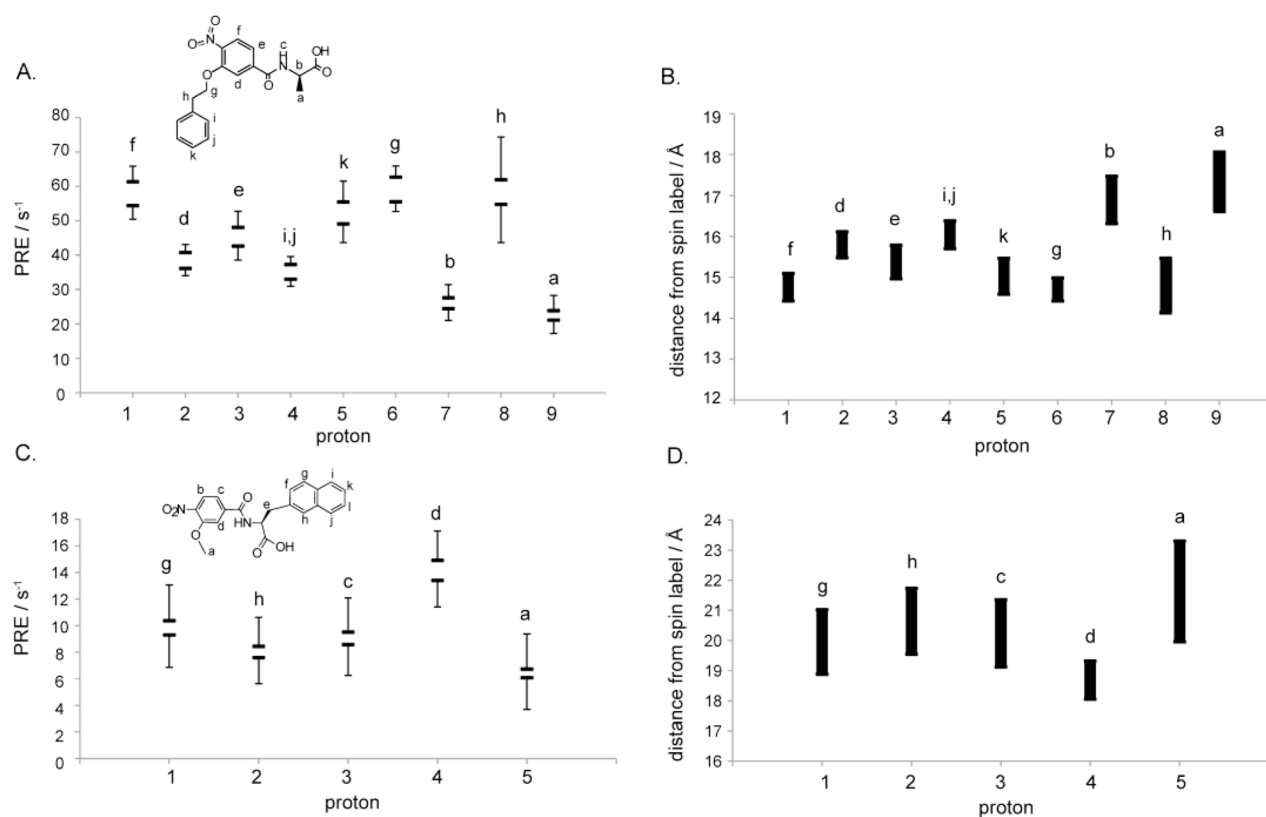 A.
O
O
N
f
e
H
c
N
b
OH
O
O
d
a
O
g
h
i
j
k
PRE / s-1
80
70
60
50
40
30
20
10
0
f
d
e
i,j
k
g
b
h
a
1 2 3 4 5 6 7 8 9
proton
B.
distance from spin label / Å
19
18
17
16
15
14
13
12
f
d
e
i,j
k
g
b
h
a
1 2 3 4 5 6 7 8 9
proton
C.
b
c
O2N
d
O
a
O
N
H
e
O
OH
f
g
h
i
k
l
j
PRE / s-1
18
16
14
12
10
8
6
4
2
0
g
h
c
d
a
1 2 3 4 5
proton
D.
distance from spin label / Å
24
23
22
21
20
19
18
17
16
g
h
c
d
a
1 2 3 4 5
proton